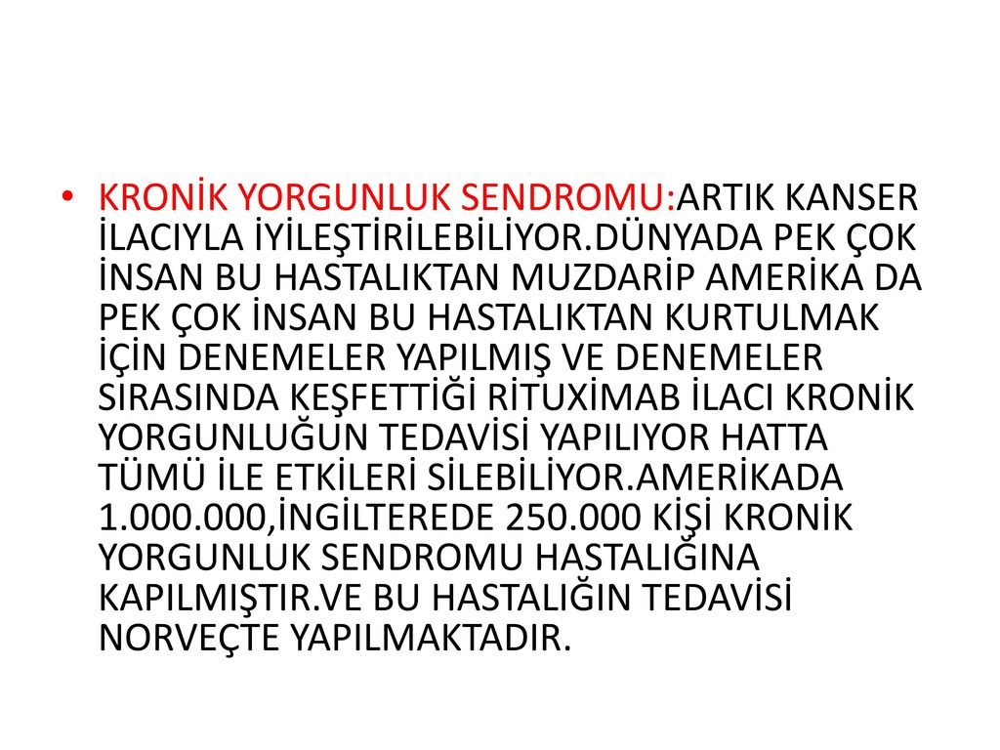 • KRONİK YORGUNLUK SENDROMU:ARTIK KANSER
İLACIYLA İYİLEŞTİRİLEBİLİYOR.DÜNYADA PEK ÇOK
İNSAN BU HASTALIKTAN MUZDARİP AMERİKA DA
PEK ÇOK İNSAN BU HASTALIKTAN KURTULMAK
İÇİN DENEMELER YAPILMIŞ VE DENEMELER
SIRASINDA KEŞFETTİĞİ RİTUXİMAB İLACI KRONİK
YORGUNLUĞUN TEDAVİSİ YAPILIYOR HATTA
TÜMÜ İLE ETKİLERİ SİLEBİLİYOR.AMERİKADA
1.000.000,İNGİLTEREDE 250.000 KİŞİ KRONİK
YORGUNLUK SENDROMU HASTALIĞINA
KAPILMIŞTIR.VE BU HASTALIĞIN TEDAVİSİ
NORVEÇTE YAPILMAKTADIR.